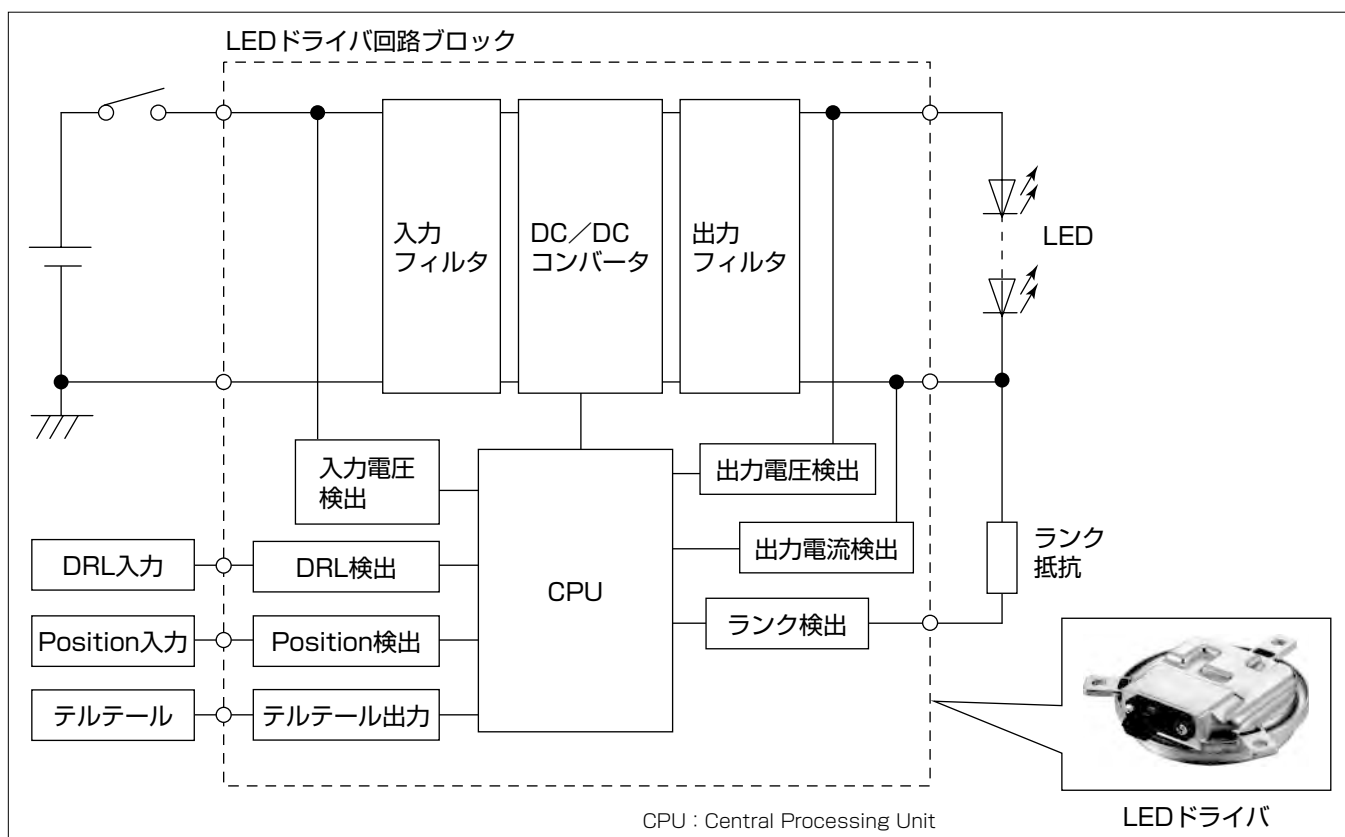 LEDドライバ回路ブロック
入力
フィルタ
DC／DC
コンバータ
出力
フィルタ
LED
入力電圧
検出
出力電圧検出
出力電流検出
ランク
抵抗
DRL入力
DRL検出
CPU
ランク検出
Position入力
Position検出
テルテール
テルテール出力
CPU：Central Processing Unit
LEDドライバ